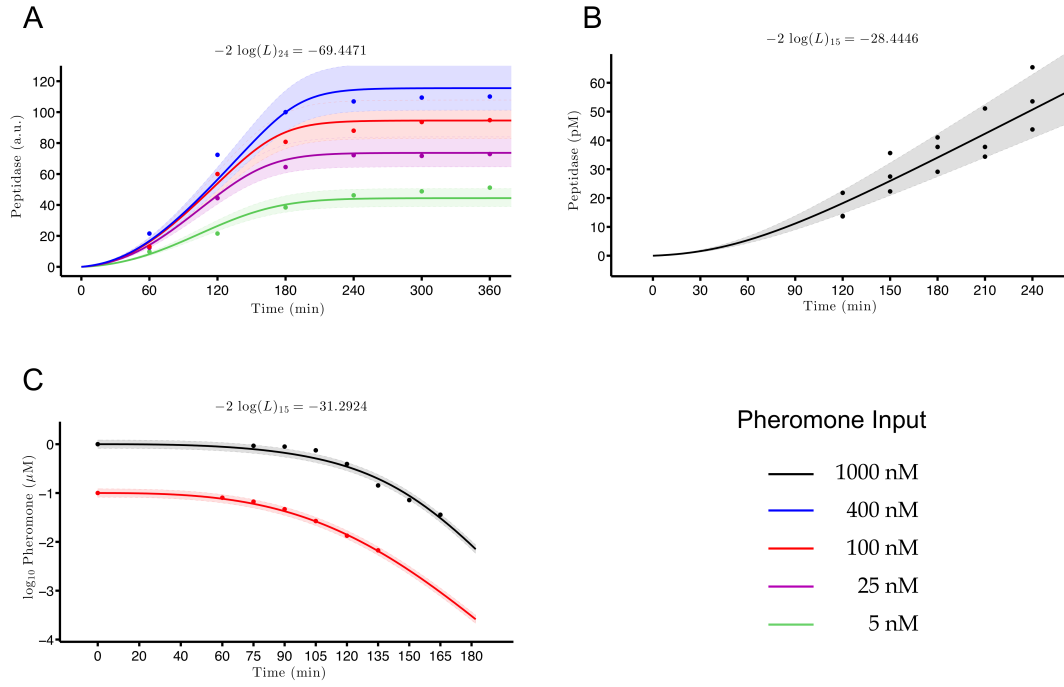 A
−2 log(L)₂₄ = −69.4471
Peptidase (a.u.)
120
100
80
60
40
20
0
0 60 120 180 240 300 360
Time (min)
B
−2 log(L)₁₅ = −28.4446
Peptidase (pM)
60
50
40
30
20
10
0
0 30 60 90 120 150 180 210 240
Time (min)
C
−2 log(L)₁₅ = −31.2924
log₁₀ Pheromone (μM)
0
−1
−2
−3
−4
0 20 40 60 75 90 105 120 135 150 165 180
Time (min)
Pheromone Input
1000 nM
400 nM
100 nM
25 nM
5 nM